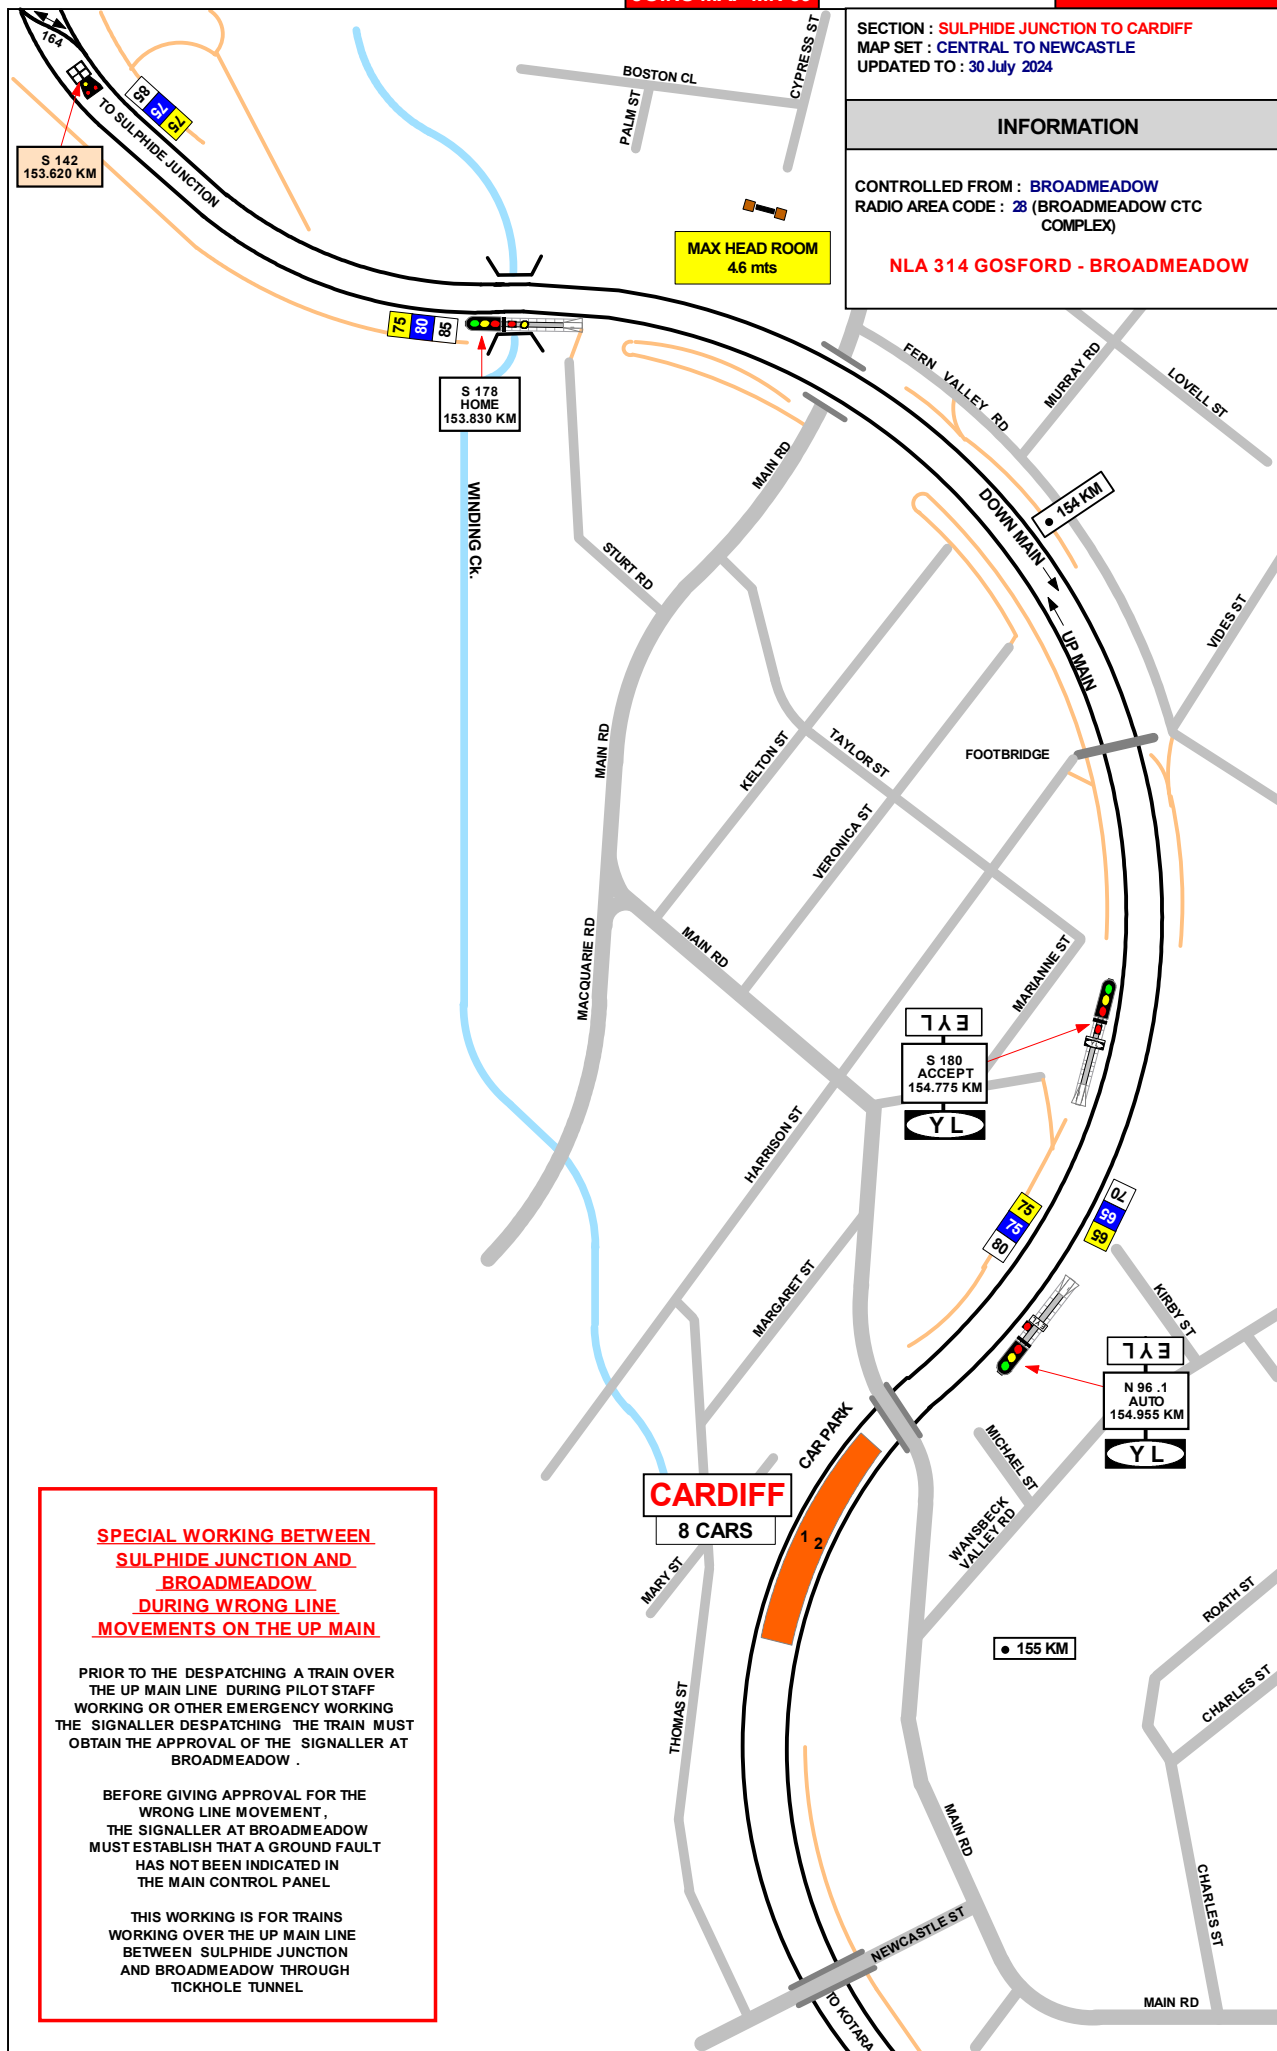 SECTION : SULPHIDE JUNCTION TO CARDIFF
MAP SET : CENTRAL TO NEWCASTLE
UPDATED TO : 30 July 2024
INFORMATION
CONTROLLED FROM : BROADMEADOW
RADIO AREA CODE : 28 (BROADMEADOW CTC
COMPLEX)
NLA 314 GOSFORD - BROADMEADOW
164
85 75 75
TO SULPHIDE JUNCTION
S 142
153.620 KM
BOSTON CL
PALM ST
CYPRESS ST
MAX HEAD ROOM
4.6 mts
75 80 85
S 178
HOME
153.830 KM
WINDING Ck.
FERN VALLEY RD
MURRAY RD
LOVELL ST
MAIN RD
STURT RD
DOWN MAIN
154 KM
UP MAIN
VIDES ST
MAIN RD
KELTON ST
TAYLOR ST
FOOTBRIDGE
VERONICA ST
MACQUARIE RD
MAIN RD
MARIANNE ST
EYL
S 180
ACCEPT
154.775 KM
YL
HARRISON ST
75
75
80
70
65
65
MARGARET ST
KIRBY ST
EYL
N 96 .1
AUTO
154.955 KM
YL
CAR PARK
MICHAEL ST
WANSBECK
VALLEY RD
CARDIFF
8 CARS
1 2
MARY ST
ROATH ST
155 KM
CHARLES ST
THOMAS ST
MAIN RD
CHARLES ST
NEWCASTLE ST
TO KOTARA
MAIN RD
SPECIAL WORKING BETWEEN
SULPHIDE JUNCTION AND
BROADMEADOW
DURING WRONG LINE
MOVEMENTS ON THE UP MAIN
PRIOR TO THE DESPATCHING A TRAIN OVER
THE UP MAIN LINE DURING PILOT STAFF
WORKING OR OTHER EMERGENCY WORKING
THE SIGNALLER DESPATCHING THE TRAIN MUST
OBTAIN THE APPROVAL OF THE SIGNALLER AT
BROADMEADOW .
BEFORE GIVING APPROVAL FOR THE
WRONG LINE MOVEMENT ,
THE SIGNALLER AT BROADMEADOW
MUST ESTABLISH THAT A GROUND FAULT
HAS NOT BEEN INDICATED IN
THE MAIN CONTROL PANEL
THIS WORKING IS FOR TRAINS
WORKING OVER THE UP MAIN LINE
BETWEEN SULPHIDE JUNCTION
AND BROADMEADOW THROUGH
TICKHOLE TUNNEL